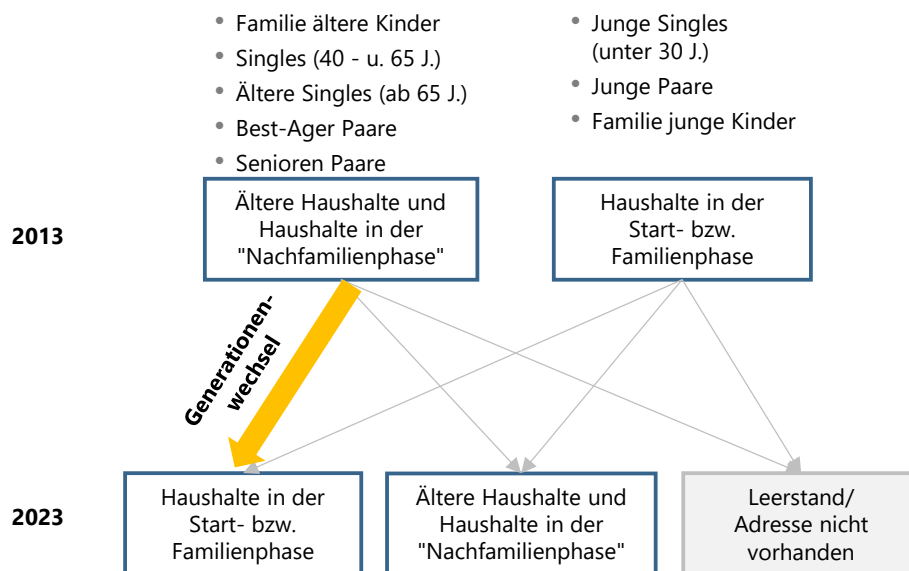 • Familie ältere Kinder
• Singles (40 - u. 65 J.)
• Ältere Singles (ab 65 J.)
• Best-Ager Paare
• Senioren Paare
• Junge Singles
(unter 30 J.)
• Junge Paare
• Familie junge Kinder
2013
Ältere Haushalte und
Haushalte in der
"Nachfamilienphase"
Haushalte in der
Start- bzw.
Familienphase
Generationen-
wechsel
2023
Haushalte in der
Start- bzw.
Familienphase
Ältere Haushalte und
Haushalte in der
"Nachfamilienphase"
Leerstand/
Adresse nicht
vorhanden